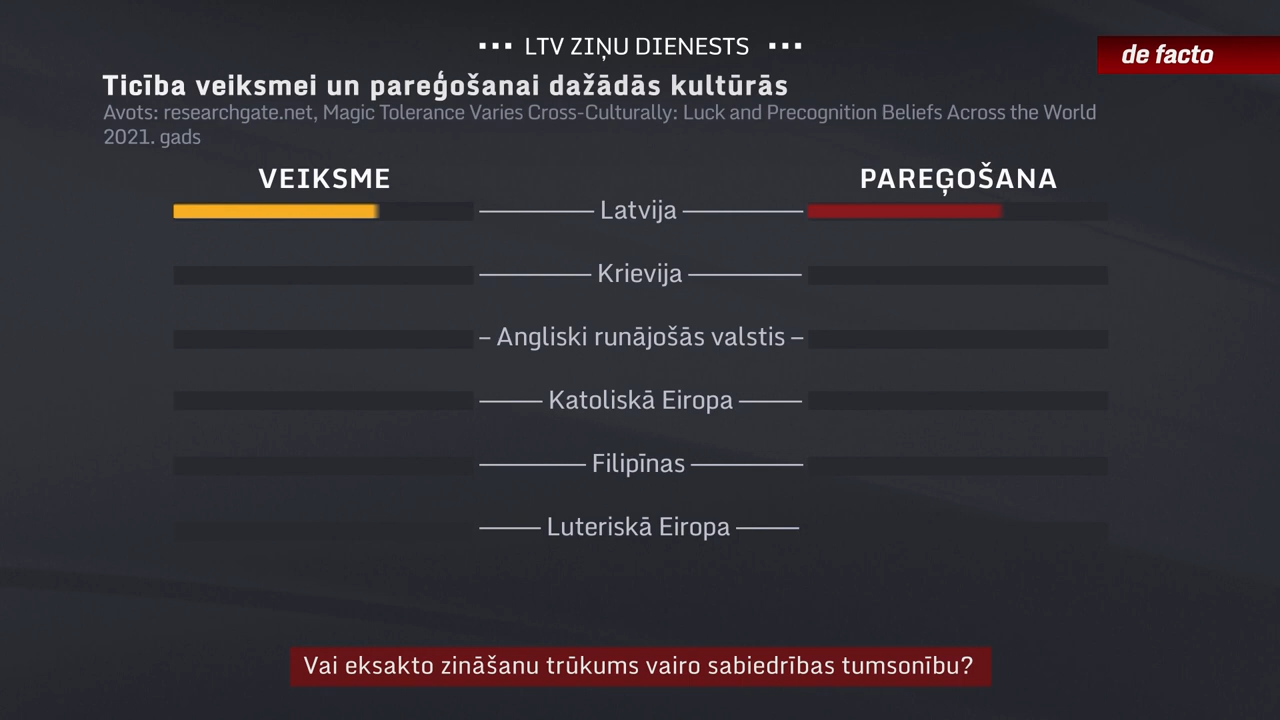 LTV ZIŅU DIENESTS
de facto
Ticība veiksmei un pareģošanai dažādās kultūrās
Avots: researchgate.net, Magic Tolerance Varies Cross-Culturally: Luck and Precognition Beliefs Across the World
2021. gads
VEIKSME
PAREĢOŠANA
Latvija
Krievija
Angliski runājošās valstis
Katoliskā Eiropa
Filipīnas
Luteriskā Eiropa
Vai eksakto zināšanu trūkums vairo sabiedrības tumsonību?